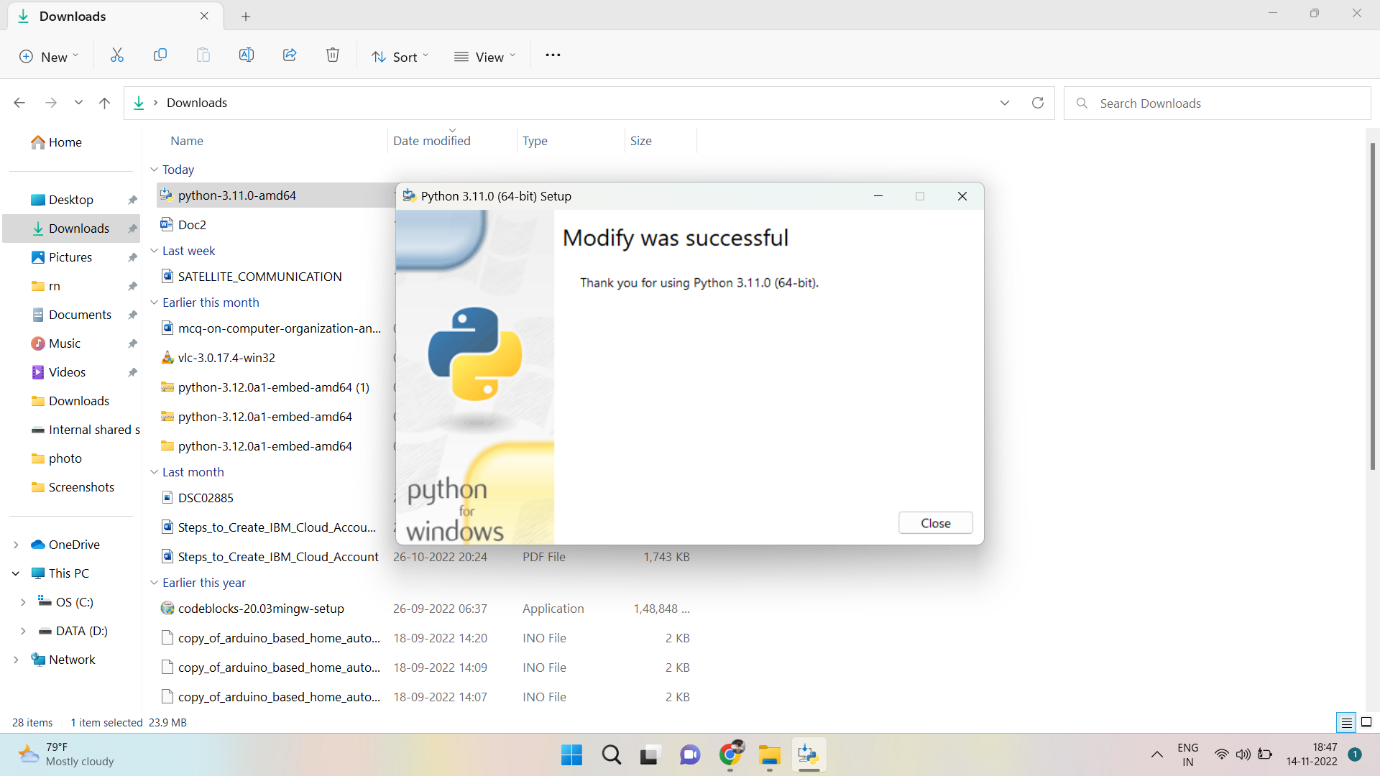 Downloads
New
Sort
View
Downloads
Search Downloads
Home
Desktop
Downloads
Pictures
rn
Documents
Music
Videos
Downloads
Internal shared s
photo
Screenshots
OneDrive
This PC
OS (C:)
DATA (D:)
Network
Name Date modified Type Size
Today
python-3.11.0-amd64
Doc2
Last week
SATELLITE_COMMUNICATION
Earlier this month
mcq-on-computer-organization-an...
vlc-3.0.17.4-win32
python-3.12.0a1-embed-amd64 (1)
python-3.12.0a1-embed-amd64
python-3.12.0a1-embed-amd64
Last month
DSC02885
Steps_to_Create_IBM_Cloud_Accou...
Steps_to_Create_IBM_Cloud_Account 26-10-2022 20:24 PDF File 1,743 KB
Earlier this year
codeblocks-20.03mingw-setup 26-09-2022 06:37 Application 1,48,848 ...
copy_of_arduino_based_home_auto... 18-09-2022 14:20 INO File 2 KB
copy_of_arduino_based_home_auto... 18-09-2022 14:09 INO File 2 KB
copy_of_arduino_based_home_auto... 18-09-2022 14:07 INO File 2 KB
Python 3.11.0 (64-bit) Setup
Modify was successful
Thank you for using Python 3.11.0 (64-bit).
python
for
windows
Close
28 items 1 item selected 23.9 MB
79°F
Mostly cloudy
ENG
IN
18:47
14-11-2022
1